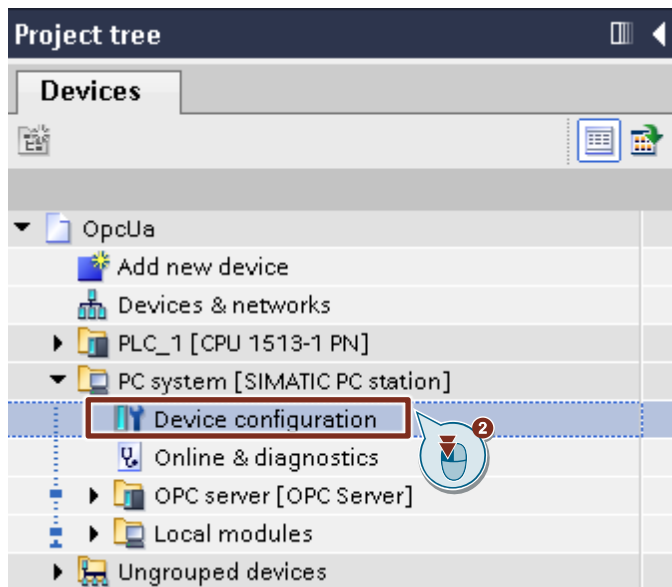 Project tree
Devices
OpcUa
Add new device
Devices & networks
PLC_1 [CPU 1513-1 PN]
PC system [SIMATIC PC station]
Device configuration
2
Online & diagnostics
OPC server [OPC Server]
Local modules
Ungrouped devices